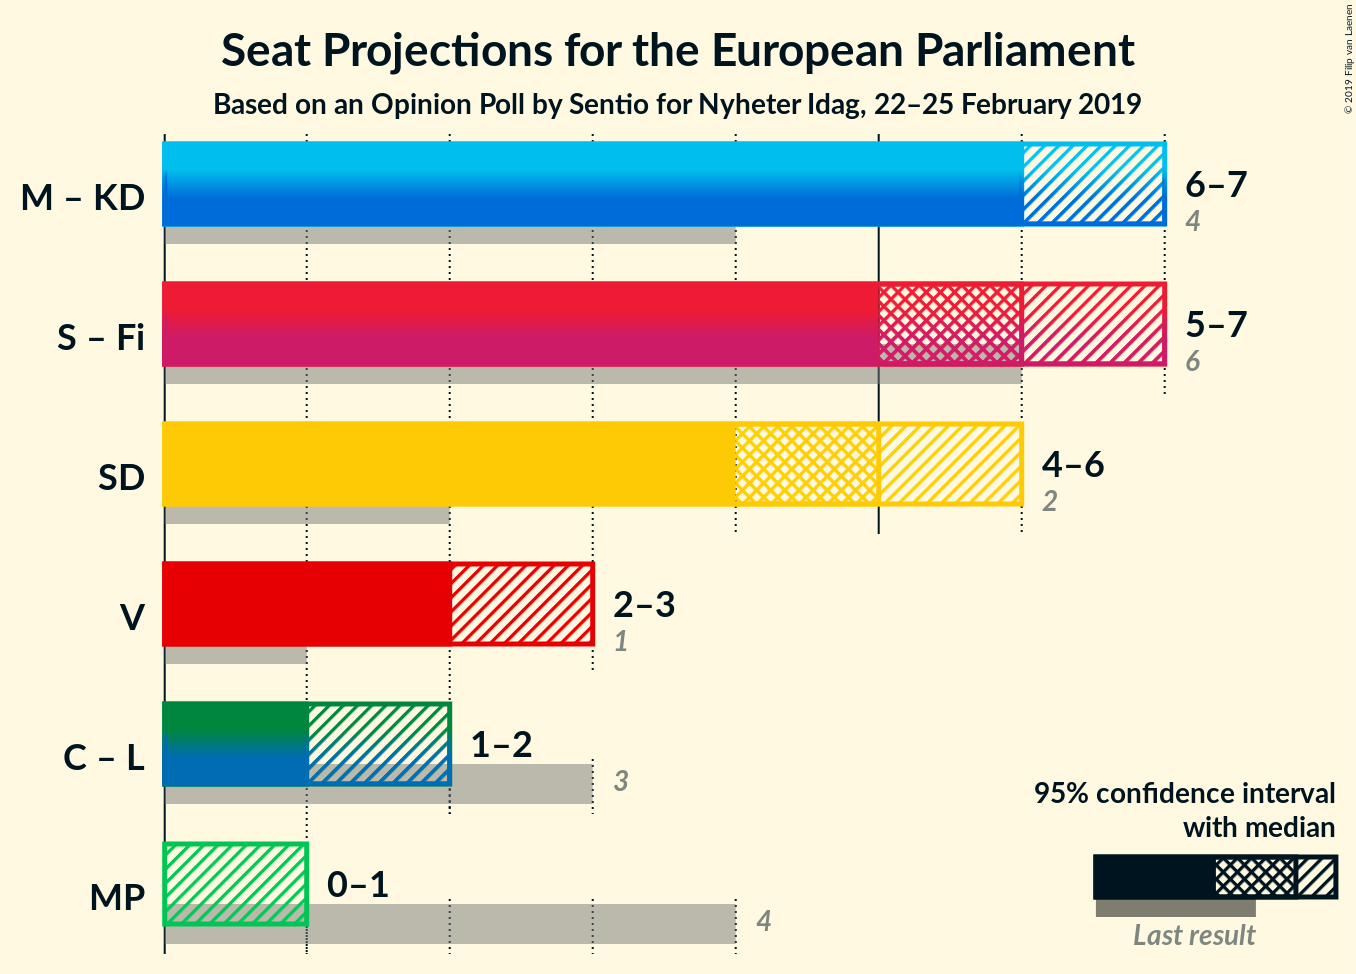 Seat Projections for the European Parliament
Based on an Opinion Poll by Sentio for Nyheter Idag, 22–25 February 2019
© 2019 Filip van Laenen
M – KD
6–7
4
S – Fi
5–7
6
SD
4–6
2
V
2–3
1
C – L
1–2
3
MP
0–1
4
95% confidence interval
with median
Last result